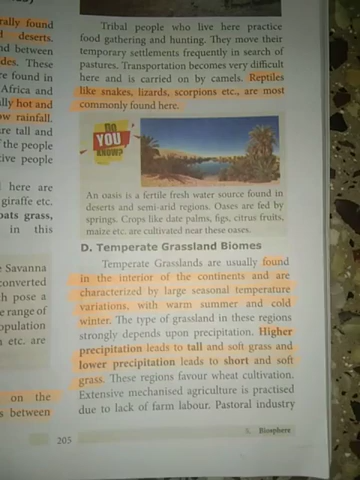 rally found
deserts.
nd between
des. These
re found in
Africa and
lly hot and
w rainfall.
re tall and
f the people
tive people
here are
giraffe etc.
oats grass,
in this
e Savanna
converted
ch pose a
e range of
opulation
n etc. are
on the
s between
Tribal people who live here practice
food gathering and hunting. They move their
temporary settlements frequently in search of
pastures. Transportation becomes very difficult
here and is carried on by camels. Reptiles
like snakes, lizards, scorpions etc., are most
commonly found here.
DO
YOU
KNOW?
An oasis is a fertile fresh water source found in
deserts and semi-arid regions. Oases are fed by
springs. Crops like date palms, figs, citrus fruits,
maize etc. are cultivated near these oases.
D. Temperate Grassland Biomes
Temperate Grasslands are usually found
in the interior of the continents and are
characterized by large seasonal temperature
variations, with warm summer and cold
winter. The type of grassland in these regions
strongly depends upon precipitation. Higher
precipitation leads to tall and soft grass and
lower precipitation leads to short and soft
grass. These regions favour wheat cultivation.
Extensive mechanised agriculture is practised
due to lack of farm labour. Pastoral industry
205
Biosphere